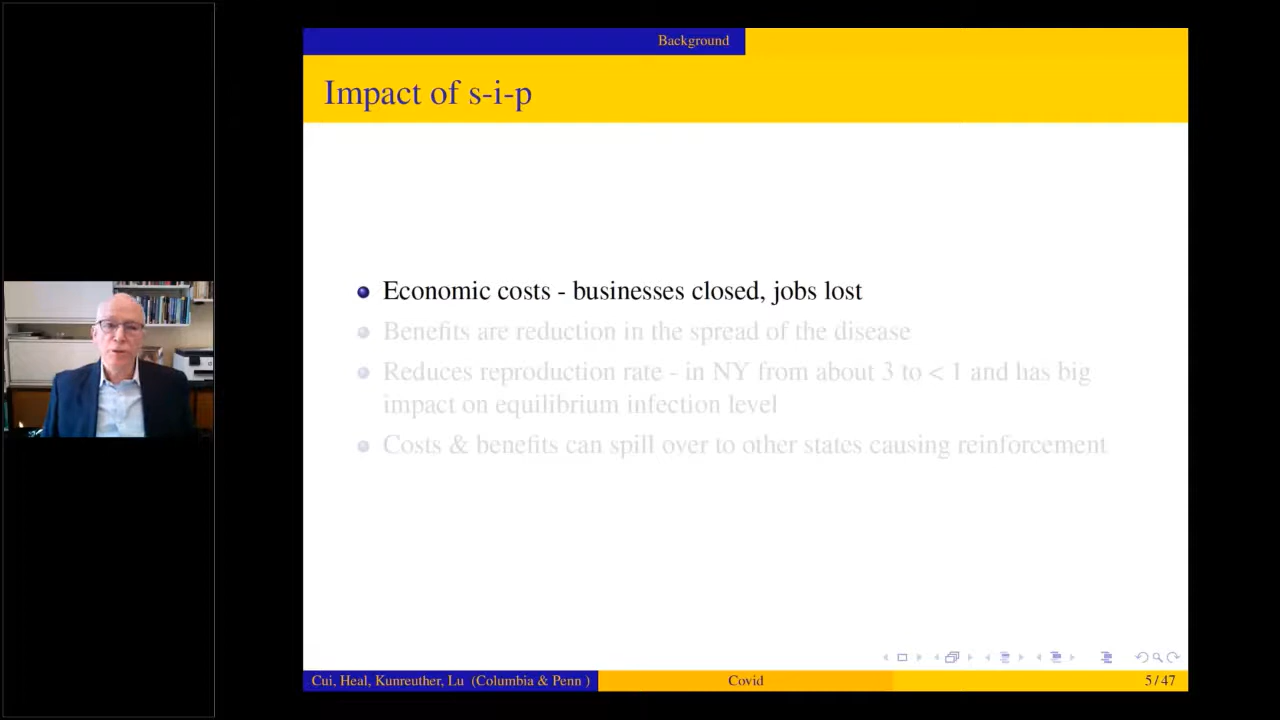 Background
Impact of s-i-p
Economic costs - businesses closed, jobs lost
Benefits are reduction in the spread of the disease
Reduces reproduction rate - in NY from about 3 to < 1 and has big
impact on equilibrium infection level
Costs & benefits can spill over to other states causing reinforcement
Cui, Heal, Kunreuther, Lu (Columbia & Penn )
Covid
5 / 47